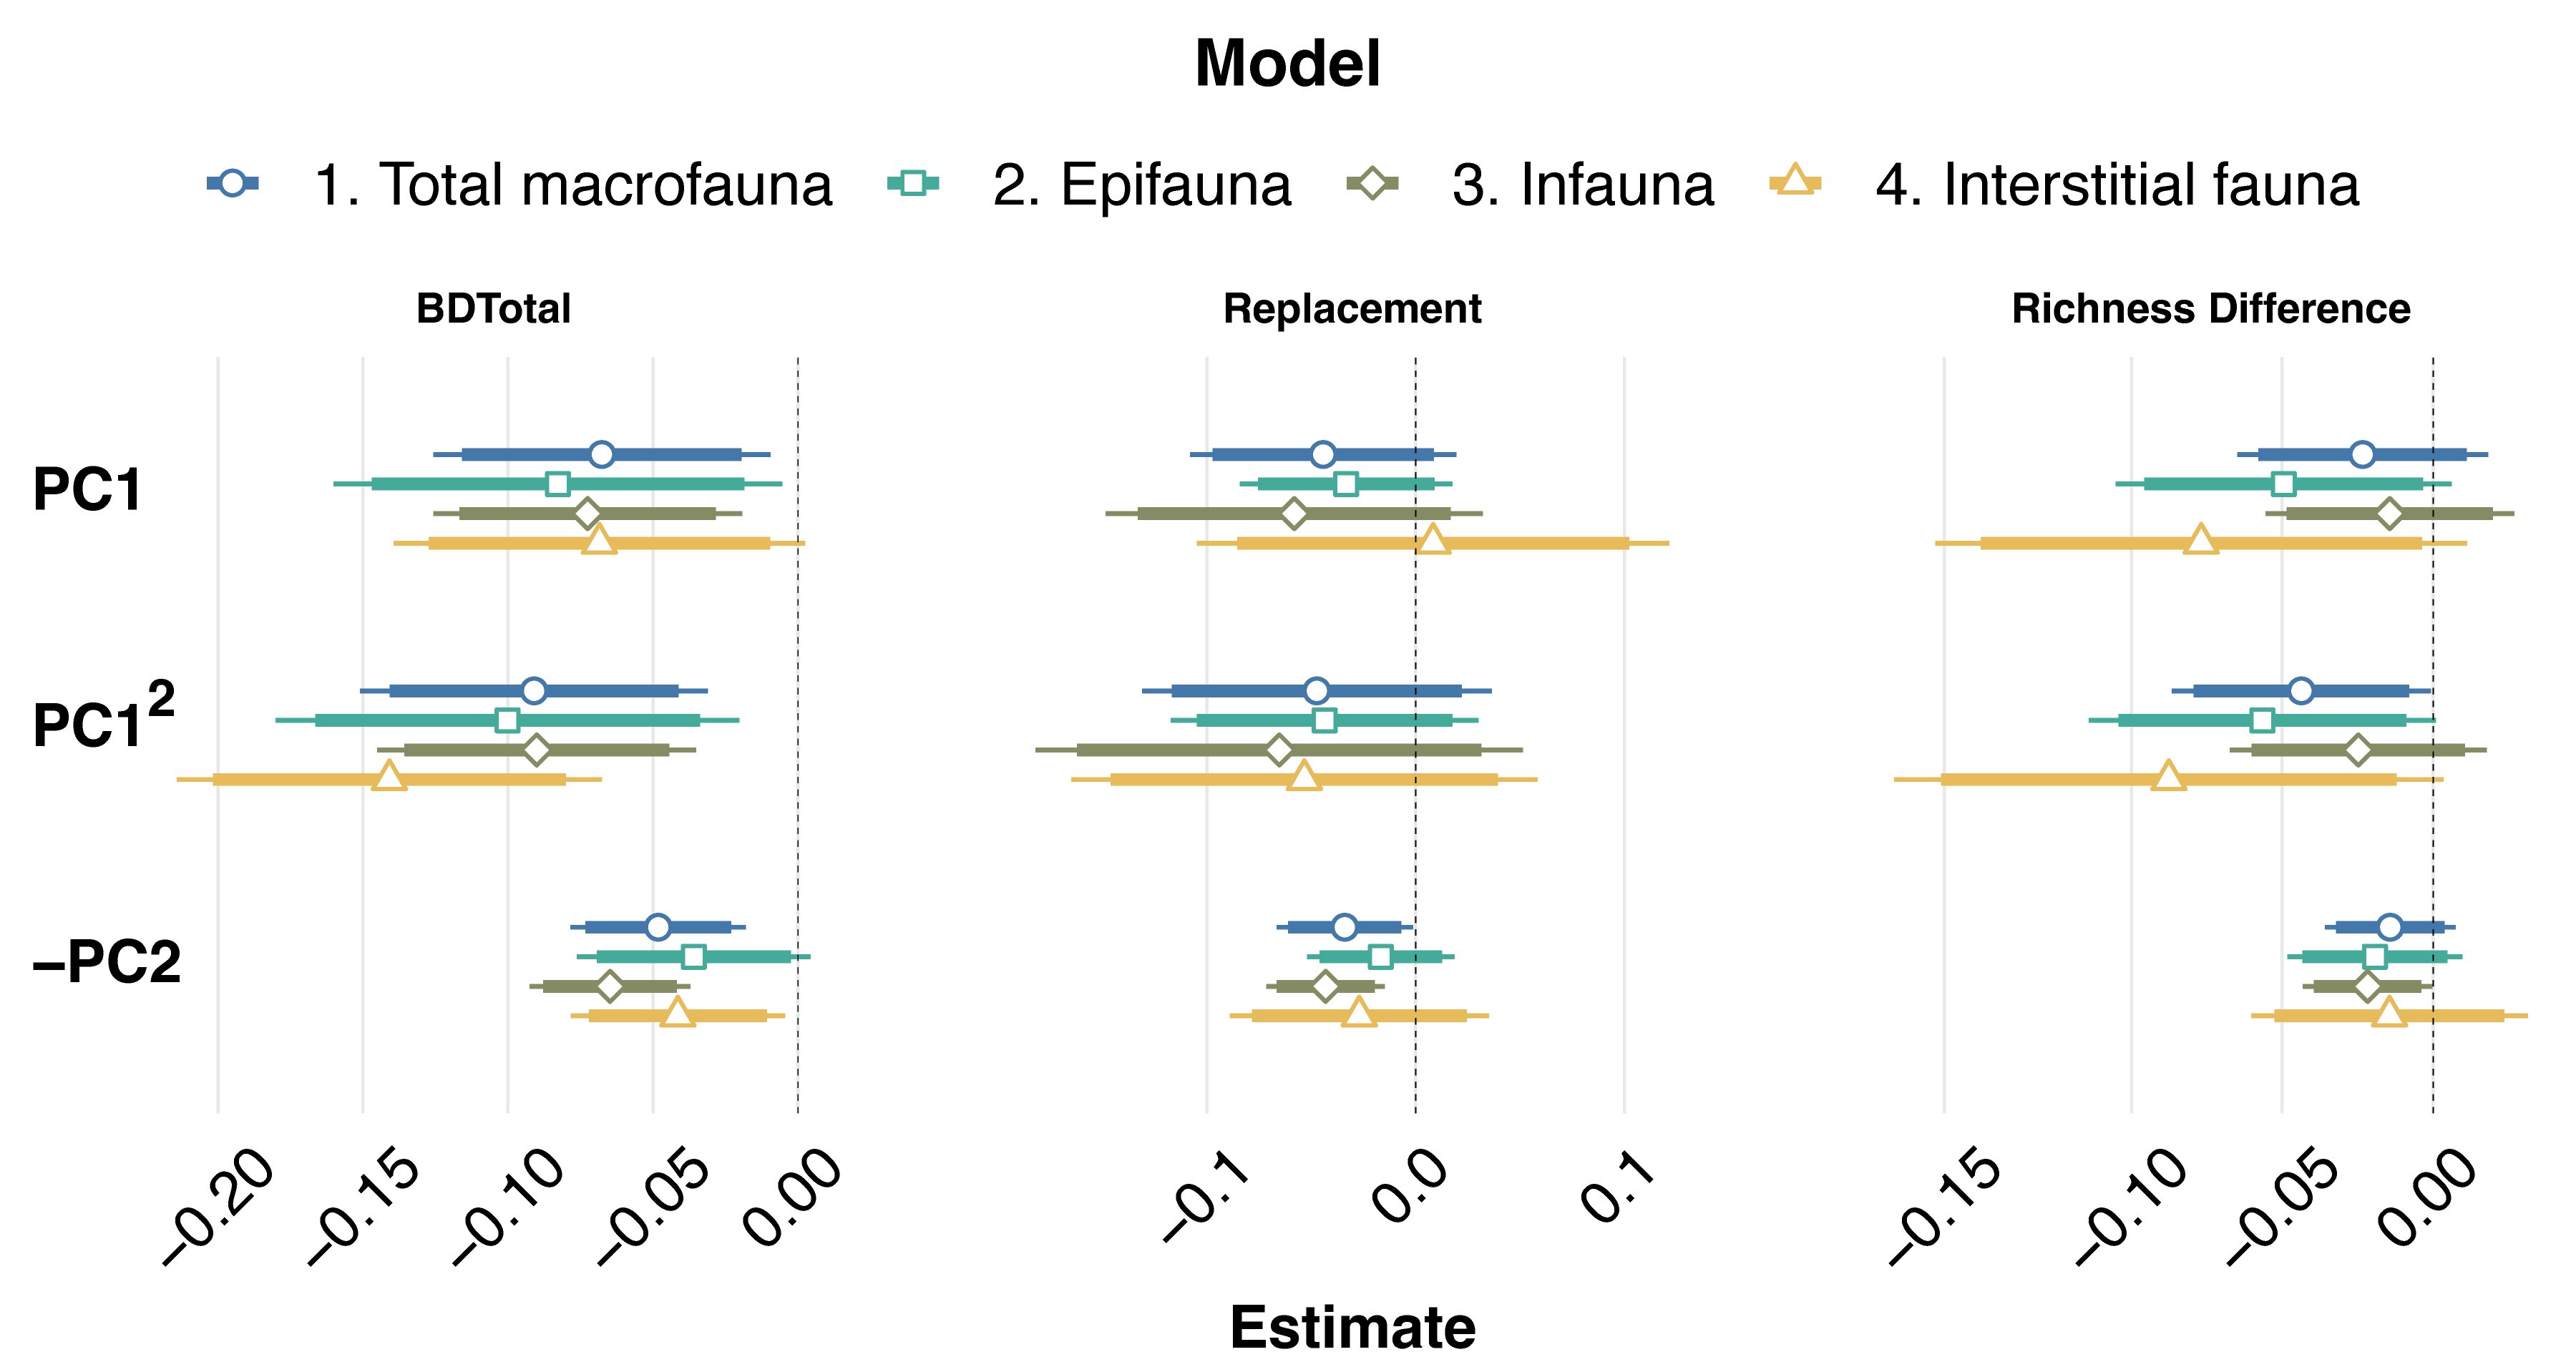 Model
1. Total macrofauna 2. Epifauna 3. Infauna 4. Interstitial fauna
BDTotal Replacement Richness Difference
PC1
PC1²
–PC2
–0.20 –0.15 –0.10 –0.05 0.00 –0.1 0.0 0.1 –0.15 –0.10 –0.05 0.00
Estimate